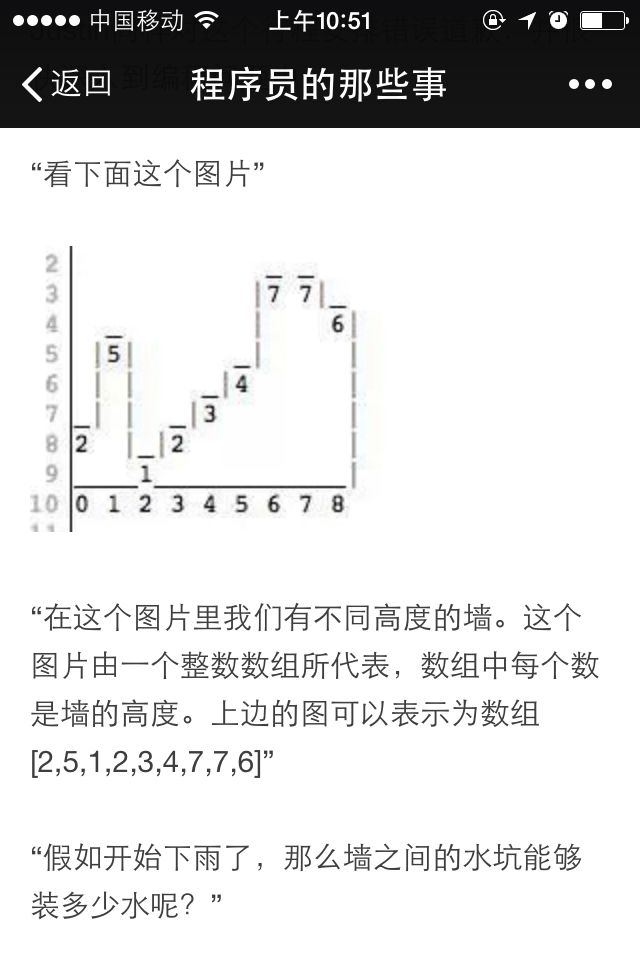 中国移动 上午10:51
返回 程序员的那些事
“看下面这个图片”
2
3 7 7
4 6
5 5
6 4
7 3
8 2 2
9 1
10 0 1 2 3 4 5 6 7 8
“在这个图片里我们有不同高度的墙。这个
图片由一个整数数组所代表，数组中每个数
是墙的高度。上边的图可以表示为数组
[2,5,1,2,3,4,7,7,6]”
“假如开始下雨了，那么墙之间的水坑能够
装多少水呢？”